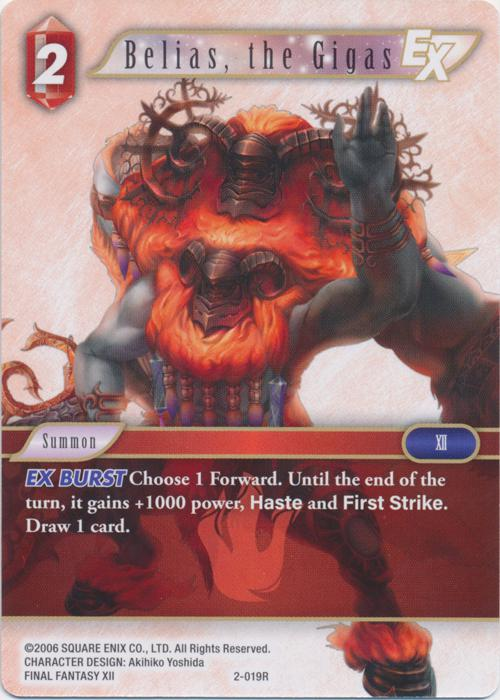 2
Belias, the Gigas EX
Summon
XII
EX BURST Choose 1 Forward. Until the end of the
turn, it gains +1000 power, Haste and First Strike.
Draw 1 card.
©2006 SQUARE ENIX CO., LTD. All Rights Reserved.
CHARACTER DESIGN: Akihiko Yoshida
FINAL FANTASY XII 2-019R